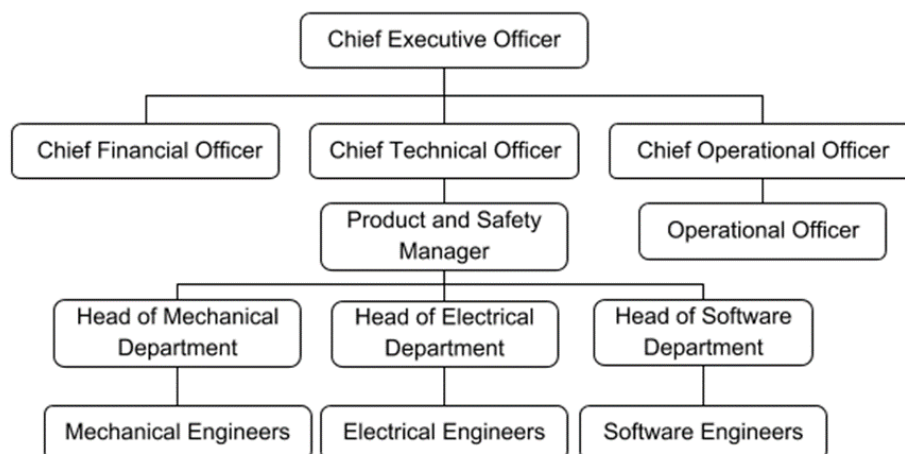 Chief Executive Officer
Chief Financial Officer
Chief Technical Officer
Chief Operational Officer
Product and Safety
Manager
Operational Officer
Head of Mechanical
Department
Head of Electrical
Department
Head of Software
Department
Mechanical Engineers
Electrical Engineers
Software Engineers